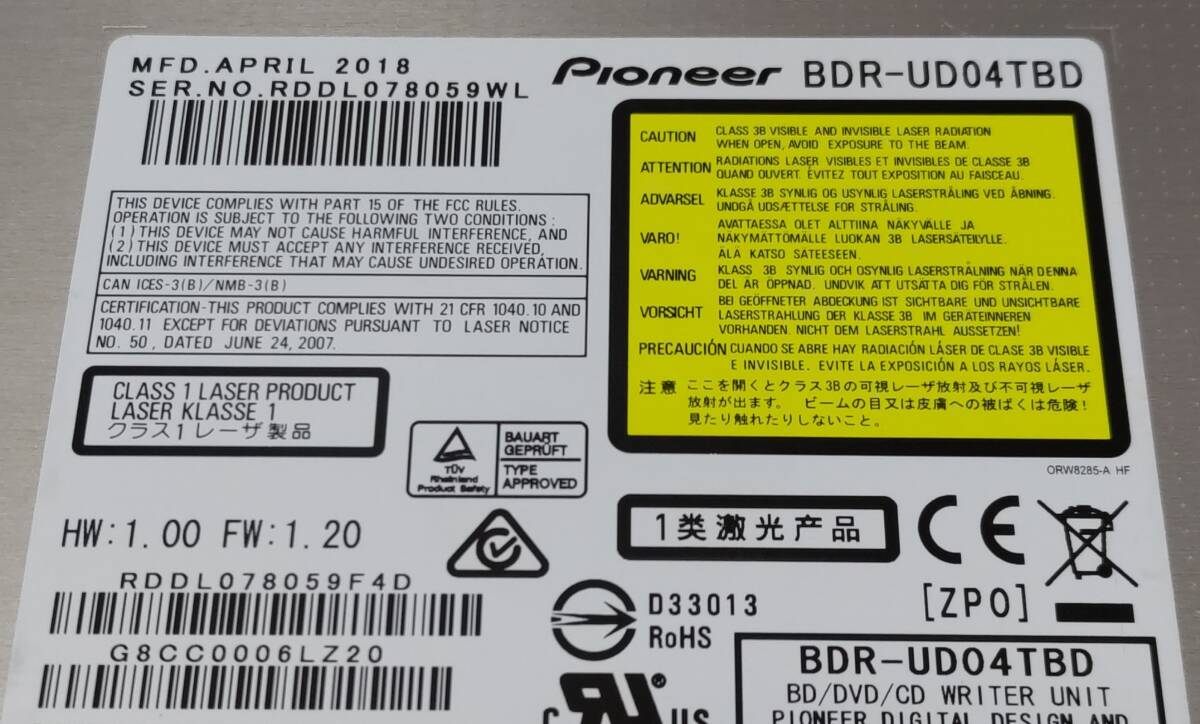 MFD.APRIL 2018
SER.NO.RDDL078059WL
Pioneer BDR-UD04TBD
THIS DEVICE COMPLIES WITH PART 15 OF THE FCC RULES.
OPERATION IS SUBJECT TO THE FOLLOWING TWO CONDITIONS :
(1) THIS DEVICE MAY NOT CAUSE HARMFUL INTERFERENCE, AND
(2) THIS DEVICE MUST ACCEPT ANY INTERFERENCE RECEIVED,
INCLUDING INTERFERENCE THAT MAY CAUSE UNDESIRED OPERATION.
CAN ICES-3(B)/NMB-3(B)
CERTIFICATION-THIS PRODUCT COMPLIES WITH 21 CFR 1040.10 AND
1040.11 EXCEPT FOR DEVIATIONS PURSUANT TO LASER NOTICE
NO. 50, DATED JUNE 24, 2007.
CLASS 1 LASER PRODUCT
LASER KLASSE 1
クラス1 レーザ製品
TÜV
Rheinland
Product Safety
BAUART
GEPRÜFT
TYPE
APPROVED
CAUTION CLASS 3B VISIBLE AND INVISIBLE LASER RADIATION
WHEN OPEN, AVOID EXPOSURE TO THE BEAM.
ATTENTION RADIATIONS LASER VISIBLES ET INVISIBLES DE CLASSE 3B
QUAND OUVERT. ÉVITEZ TOUT EXPOSITION AU FAISCEAU.
ADVARSEL KLASSE 3B SYNLIG OG USYNLIG LASERSTRÅLING VED ÅBNING.
UNDGÅ UDSÆTTELSE FOR STRÅLING.
VARO! AVATTAESSA OLET ALTTIINA NÄKYVÄLLE JA
NÄKYMÄTTÖMÄLLE LUOKAN 3B LASERSÄTEILYLLE.
ÄLÄ KATSO SÄTEESEEN.
VARNING KLASS 3B SYNLIG OCH OSYNLIG LASERSTRÅLNING NÄR DENNA
DEL ÄR ÖPPNAD. UNDVIK ATT UTSÄTTA DIG FÖR STRÅLEN.
VORSICHT BEI GEÖFFNETER ABDECKUNG IST SICHTBARE UND UNSICHTBARE
LASERSTRAHLUNG DER KLASSE 3B IM GERÄTEINNEREN
VORHANDEN. NICHT DEM LASERSTRAHL AUSSETZEN!
PRECAUCIÓN CUANDO SE ABRE HAY RADIACIÓN LÁSER DE CLASE 3B VISIBLE
E INVISIBLE. EVITE LA EXPOSICIÓN A LOS RAYOS LÁSER.
注意 ここを開くとクラス3Bの可視レーザ放射及び不可視レーザ
放射が出ます。 ビームの目又は皮膚への被ばくは危険!
見たり触れたりしないこと。
ORW8285-A HF
HW:1.00 FW:1.20
1类激光产品
CE
RDDL078059F4D
D33013
RoHS
[ZPO]
G8CC0006LZ20
BDR-UD04TBD
BD/DVD/CD WRITER UNIT
PIONEER DIGITAL DESIGN AND
c RU® US